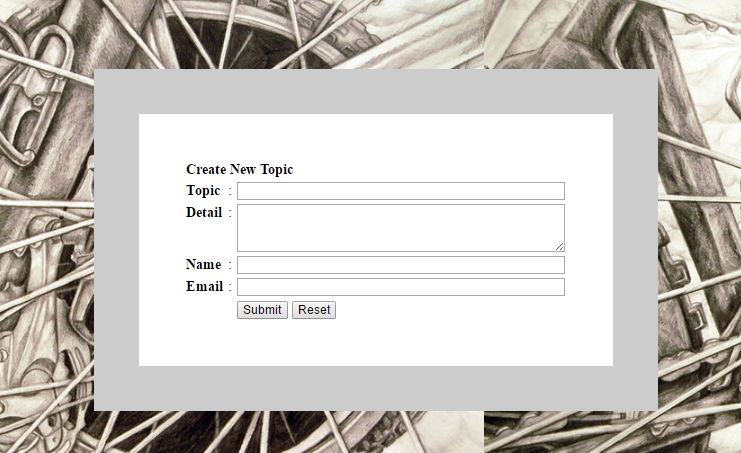 Create New Topic
Topic :
Detail :
Name :
Email :
Submit Reset